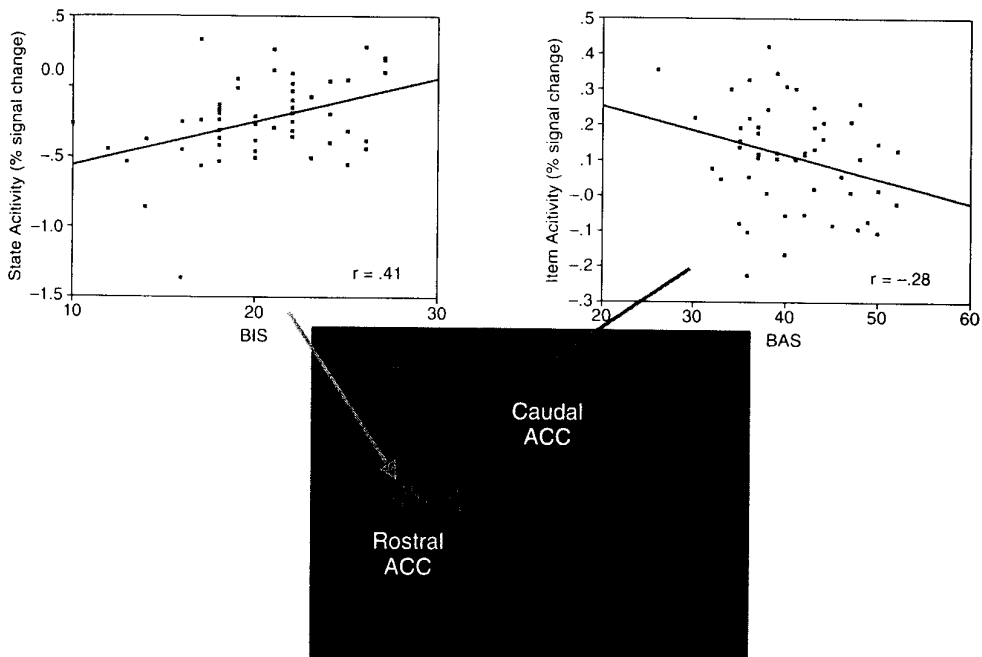 State Acitivity (% signal change)
.5
0.0
−.5
−1.0
−1.5
10
20
30
r = .41
BIS
Item Acitivity (% signal change)
.5
.4
.3
.2
.1
−.0
−.1
−.2
−.3
20
30
40
50
60
r = −.28
BAS
Caudal
ACC
Rostral
ACC